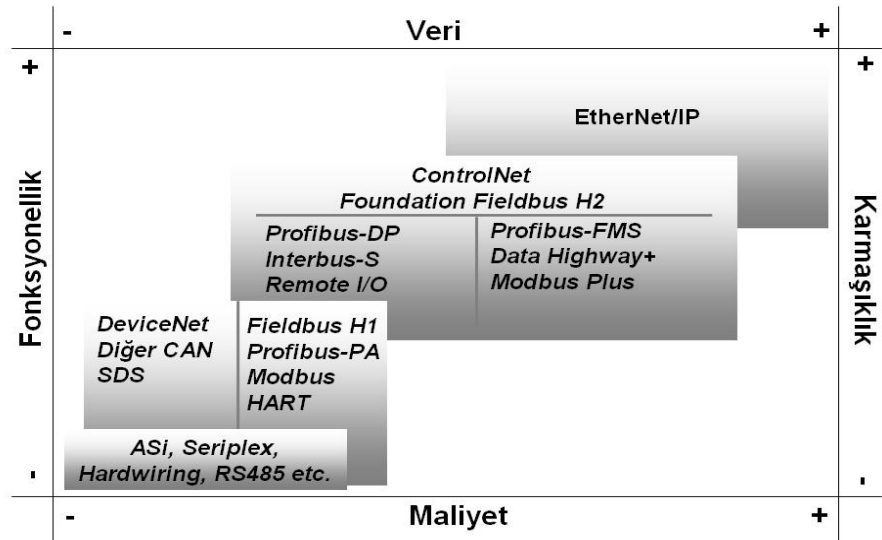 - Veri +
+ +
Fonksyonellik
EtherNet/IP
ControlNet
Foundation Fieldbus H2
Profibus-DP
Interbus-S
Remote I/O
Profibus-FMS
Data Highway+
Modbus Plus
Karmaşıklık
DeviceNet
Diğer CAN
SDS
Fieldbus H1
Profibus-PA
Modbus
HART
ASi, Seriplex,
Hardwiring, RS485 etc.
- -
- Maliyet +